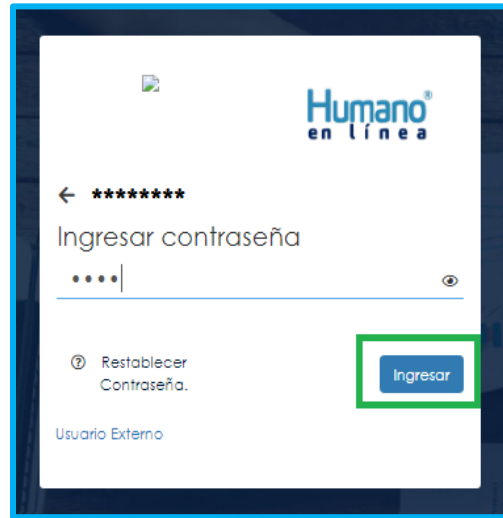 Humano®
en línea
← ********
Ingresar contraseña
••••
Restablecer
Contraseña.
Ingresar
Usuario Externo